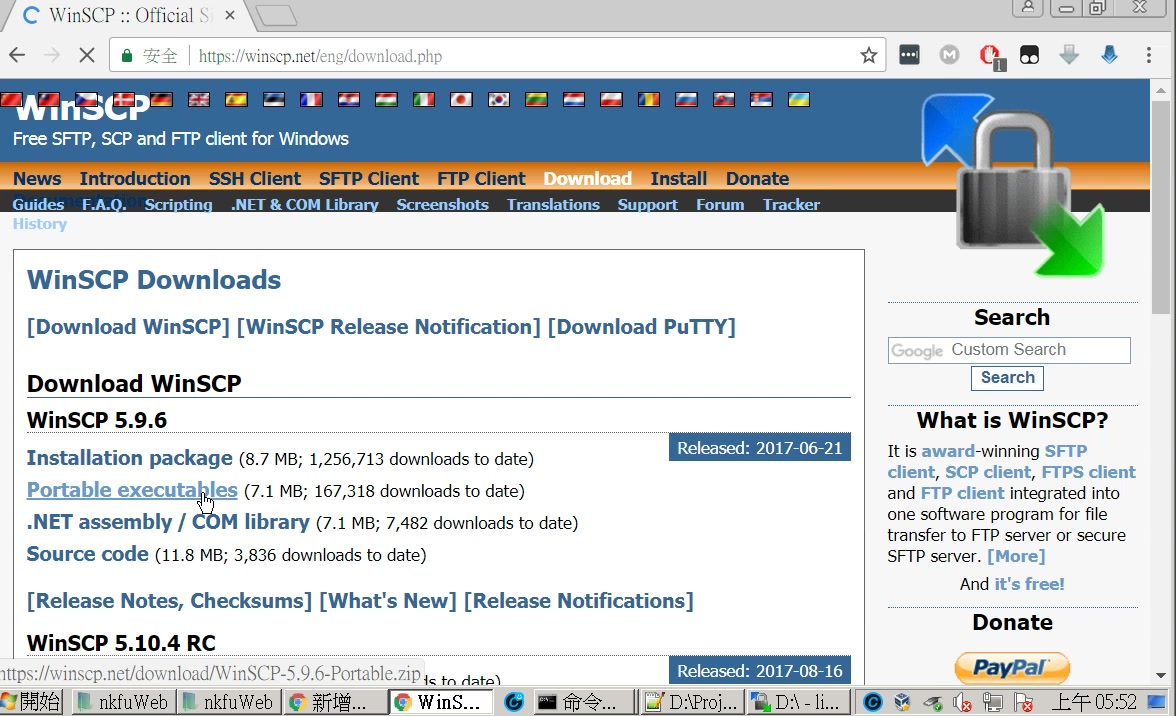 WinSCP :: Official S
安全 https://winscp.net/eng/download.php
1
WinSCP
Free SFTP, SCP and FTP client for Windows
News Introduction SSH Client SFTP Client FTP Client Download Install Donate
Guides F.A.Q. Scripting .NET & COM Library Screenshots Translations Support Forum Tracker
History
WinSCP Downloads
[Download WinSCP] [WinSCP Release Notification] [Download PuTTY]
Download WinSCP
WinSCP 5.9.6
Released: 2017-06-21
Installation package (8.7 MB; 1,256,713 downloads to date)
Portable executables (7.1 MB; 167,318 downloads to date)
.NET assembly / COM library (7.1 MB; 7,482 downloads to date)
Source code (11.8 MB; 3,836 downloads to date)
[Release Notes, Checksums] [What's New] [Release Notifications]
WinSCP 5.10.4 RC
Released: 2017-08-16
ds to date)
Search
Google Custom Search
Search
What is WinSCP?
It is award-winning SFTP
client, SCP client, FTPS client
and FTP client integrated into
one software program for file
transfer to FTP server or secure
SFTP server. [More]
And it's free!
Donate
PayPal
https://winscp.net/download/WinSCP-5.9.6-Portable.zip
開始 nkfuWeb nkfuWeb 新增... WinS... 命令... D:\Proj... D:\ - li... 上午 05:52